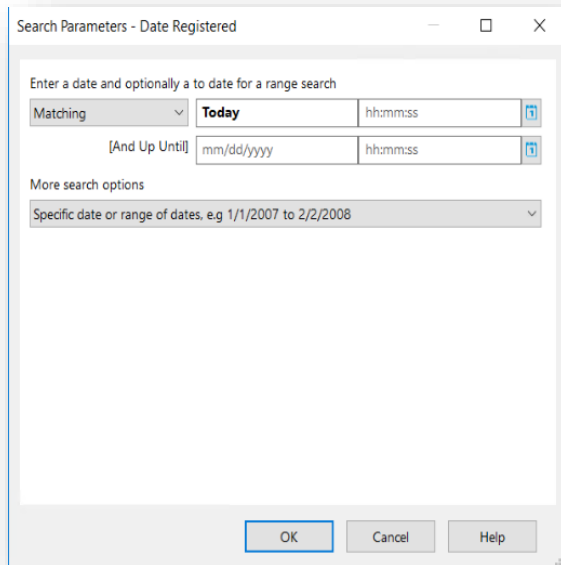 Search Parameters - Date Registered
Enter a date and optionally a to date for a range search
Matching Today hh:mm:ss 1
[And Up Until] mm/dd/yyyy hh:mm:ss 1
More search options
Specific date or range of dates, e.g 1/1/2007 to 2/2/2008
OK Cancel Help